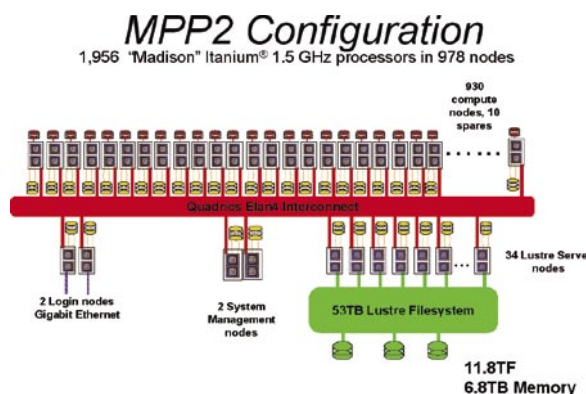 MPP2 Configuration
1,956 "Madison" Itanium® 1.5 GHz processors in 978 nodes
930
compute
nodes, 10
spares
Quadrics Elan4 Interconnect
34 Lustre Serve
nodes
2 Login nodes
Gigabit Ethernet
2 System
Management
nodes
53TB Lustre Filesystem
11.8TF
6.8TB Memory